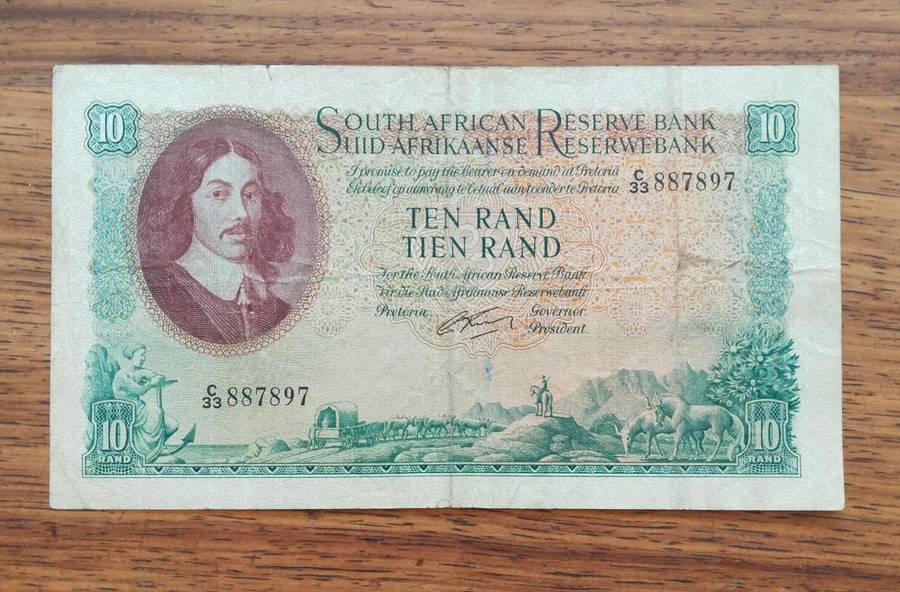 10
10
SOUTH AFRICAN RESERVE BANK
SUID-AFRIKAANSE RESERWEBANK
I promise to pay the bearer on demand at Pretoria
Ek beloof op aanvraag te betaal aan toonder te Pretoria
C/33 887897
TEN RAND
TIEN RAND
For the South African Reserve Bank
Vir die Suid-Afrikaanse Reserwebank
Pretoria
Governor.
President.
C/33 887897
10
RAND
10
RAND